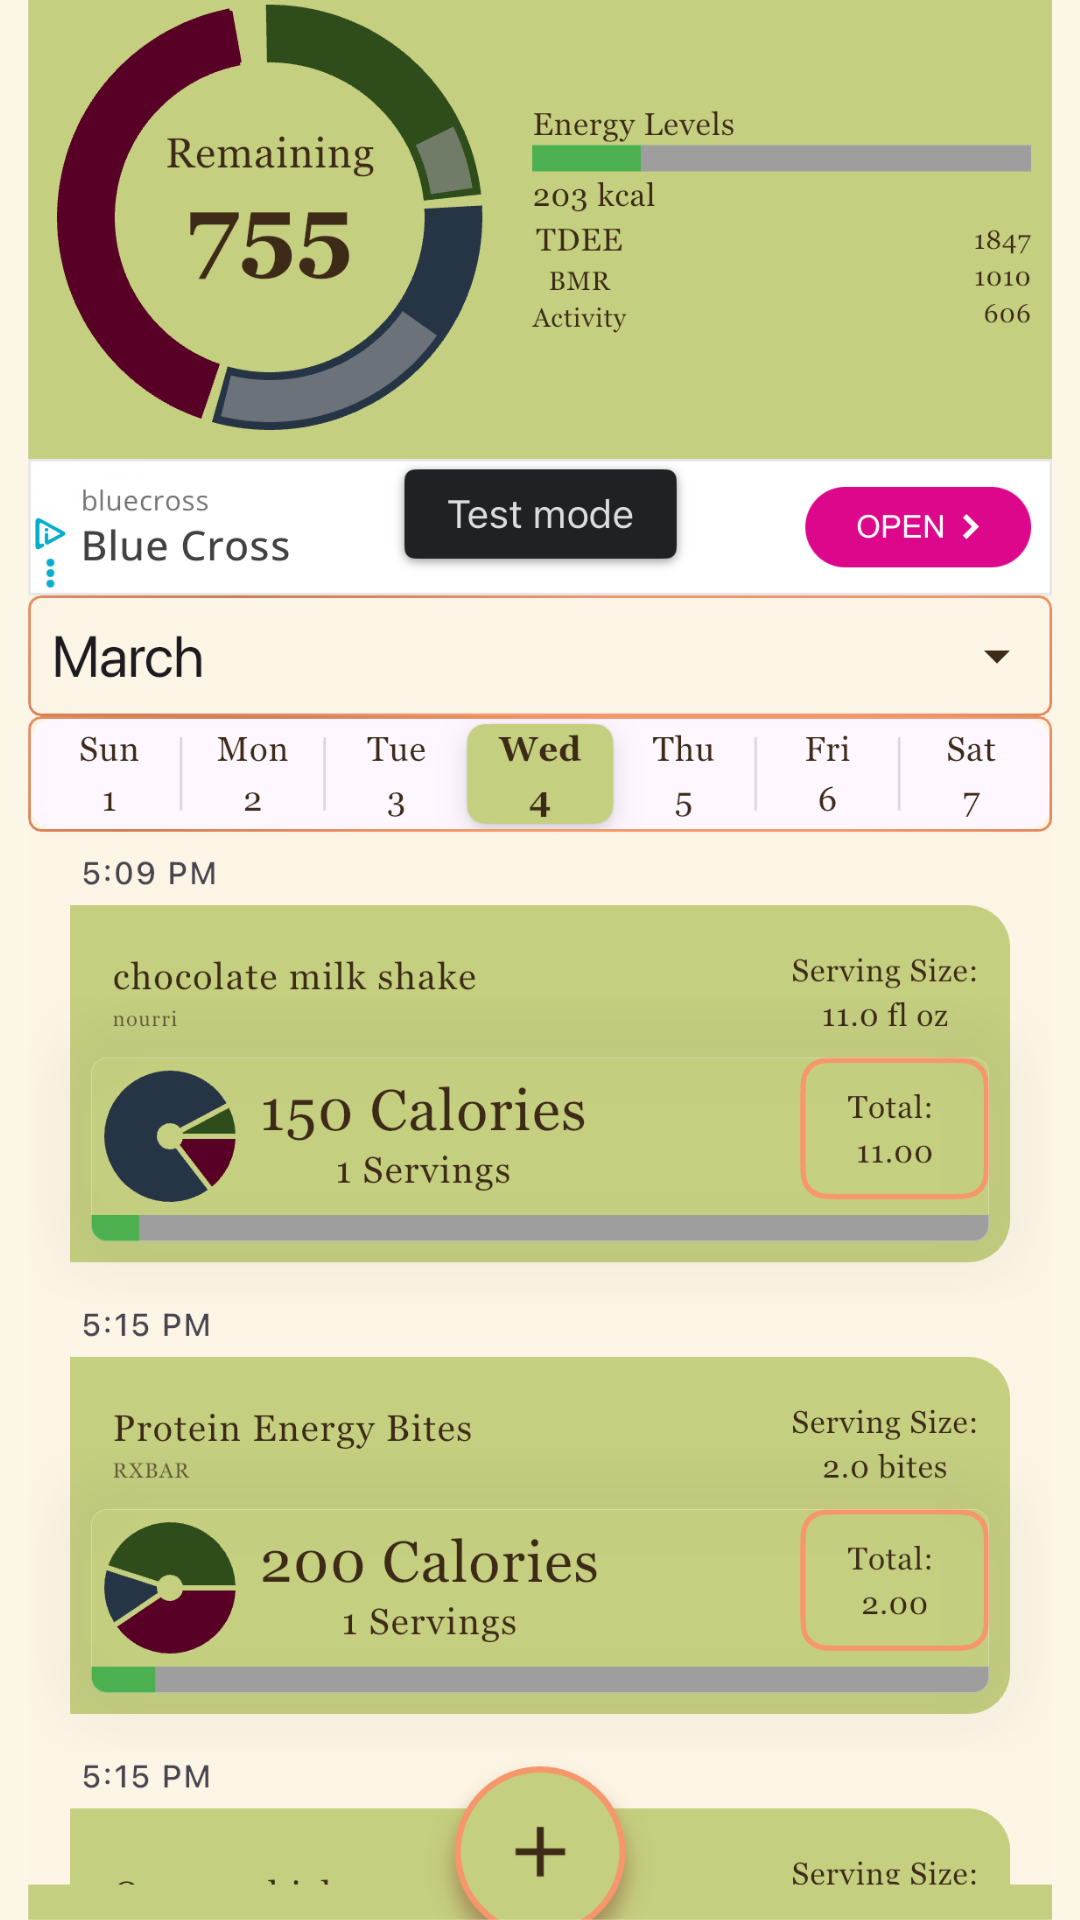 Remaining
755
Energy Levels
203 kcal
TDEE 1847
BMR 1010
Activity 606
bluecross
Blue Cross
Test mode
OPEN
March
Sun Mon Tue Wed Thu Fri Sat
1 2 3 4 5 6 7
5:09 PM
chocolate milk shake
nourri
Serving Size:
11.0 fl oz
150 Calories
1 Servings
Total:
11.00
5:15 PM
Protein Energy Bites
RXBAR
Serving Size:
2.0 bites
200 Calories
1 Servings
Total:
2.00
5:15 PM
Serving Size: